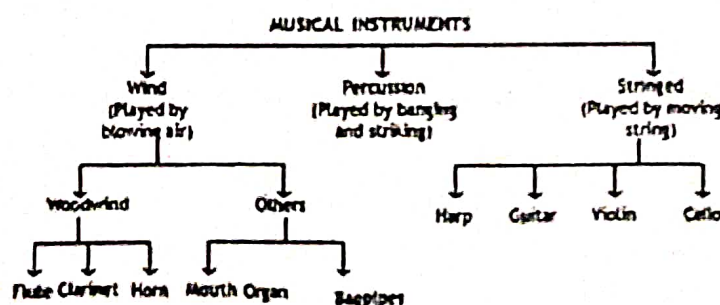 MUSICAL INSTRUMENTS
Wind
(Played by
blowing air)
Percussion
(Played by banging
and striking)
Stringed
(Played by moving
string)
Woodwind
Others
Harp
Guitar
Violin
Cello
Flute
Clarinet
Horn
Mouth Organ
Bagpipes